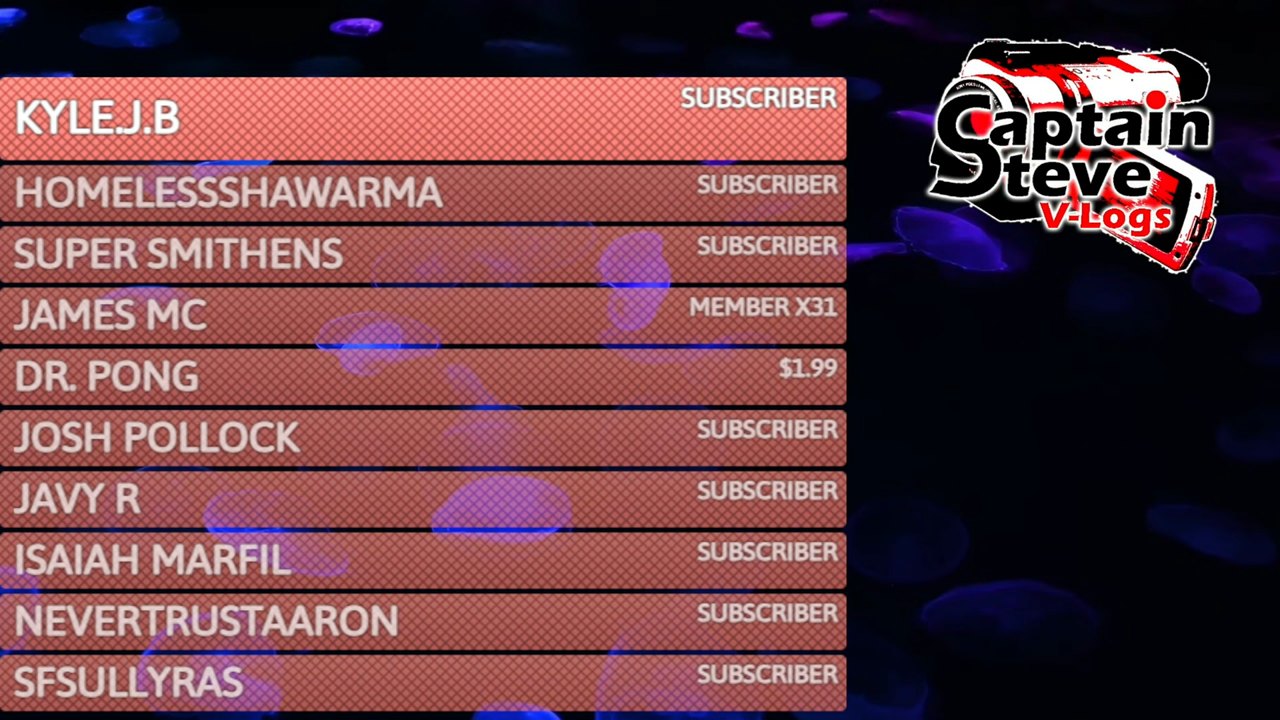 KYLE.J.B SUBSCRIBER
HOMELESSSHAWARMA SUBSCRIBER
SUPER SMITHENS SUBSCRIBER
JAMES MC MEMBER X31
DR. PONG $1.99
JOSH POLLOCK SUBSCRIBER
JAVY R SUBSCRIBER
ISAIAH MARFIL SUBSCRIBER
NEVERTRUSTAARON SUBSCRIBER
SFSULLYRAS SUBSCRIBER
Captain
Steve
V-Logs